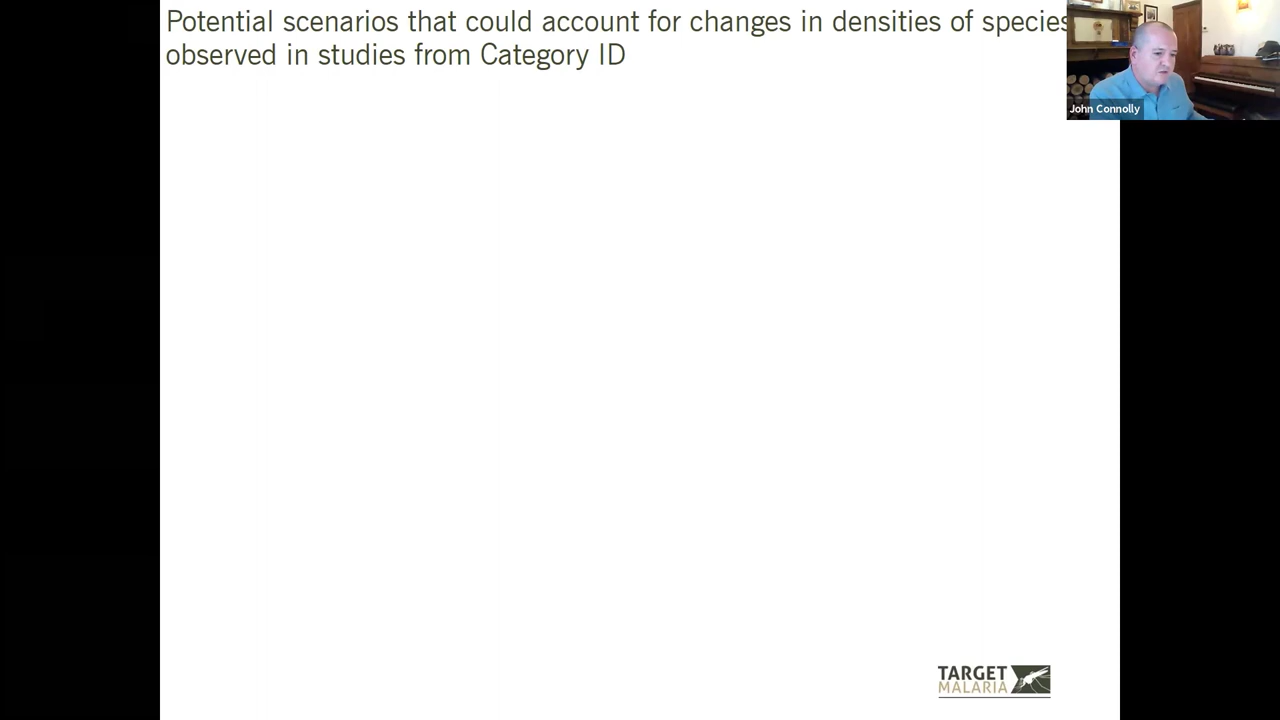 Potential scenarios that could account for changes in densities of species
observed in studies from Category ID
John Connolly
TARGET
MALARIA